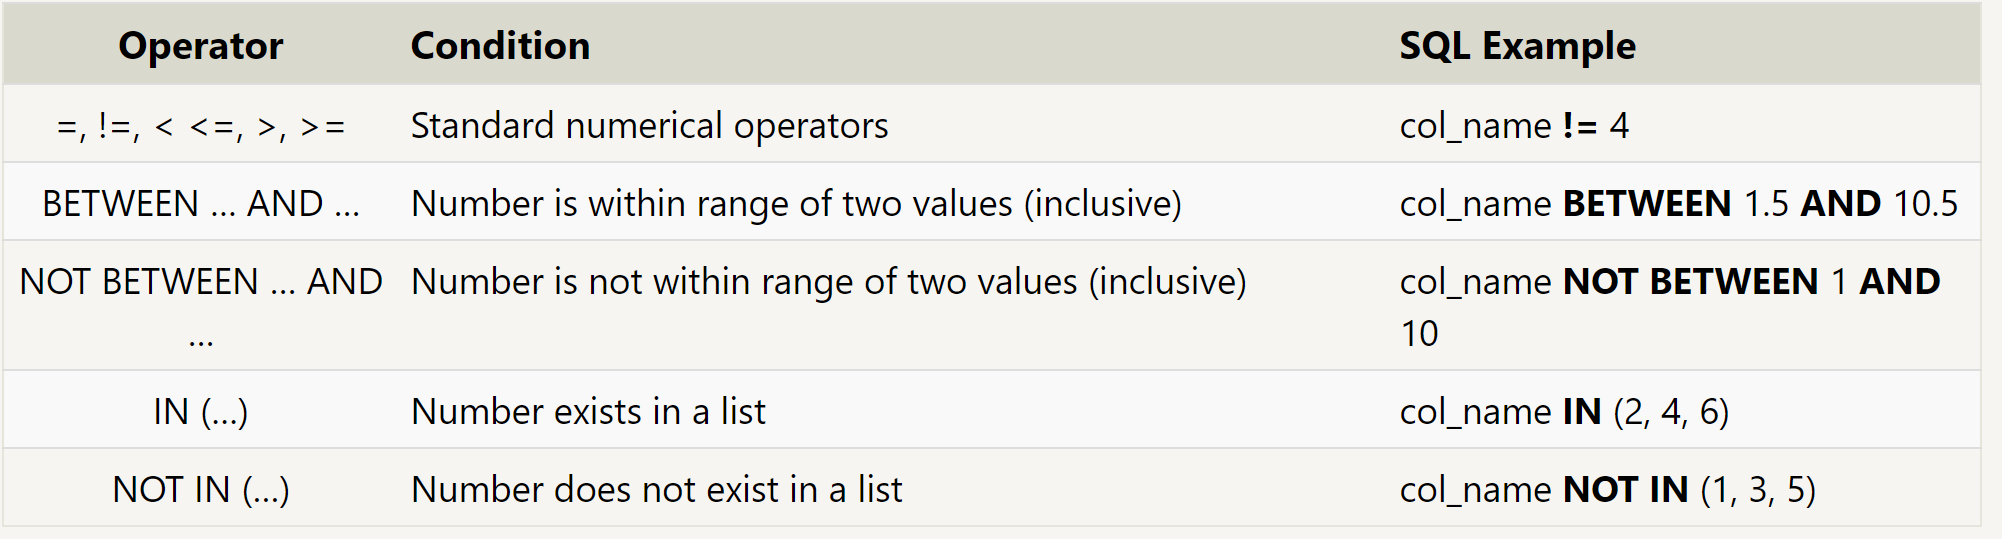 Operator Condition SQL Example
=, !=, < <=, >, >= Standard numerical operators col_name != 4
BETWEEN … AND … Number is within range of two values (inclusive) col_name BETWEEN 1.5 AND 10.5
NOT BETWEEN … AND Number is not within range of two values (inclusive) col_name NOT BETWEEN 1 AND
… 10
IN (…) Number exists in a list col_name IN (2, 4, 6)
NOT IN (…) Number does not exist in a list col_name NOT IN (1, 3, 5)